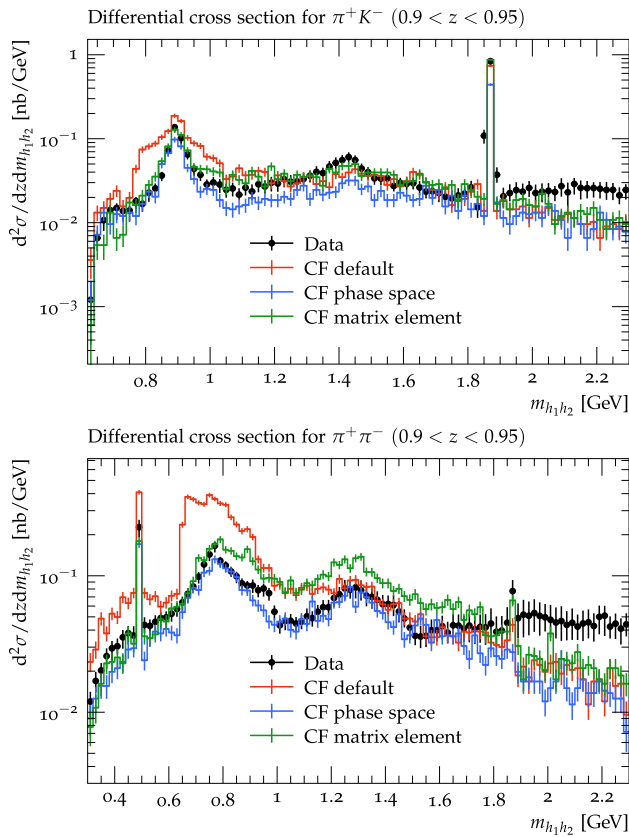 Differential cross section for π⁺K⁻ (0.9 < z < 0.95)
d²σ/dzdm_{h₁h₂} [nb/GeV]
1
10⁻¹
10⁻²
10⁻³
Data
CF default
CF phase space
CF matrix element
0.8 1 1.2 1.4 1.6 1.8 2 2.2
m_{h₁h₂} [GeV]
Differential cross section for π⁺π⁻ (0.9 < z < 0.95)
d²σ/dzdm_{h₁h₂} [nb/GeV]
10⁻¹
10⁻²
Data
CF default
CF phase space
CF matrix element
0.4 0.6 0.8 1 1.2 1.4 1.6 1.8 2 2.2
m_{h₁h₂} [GeV]